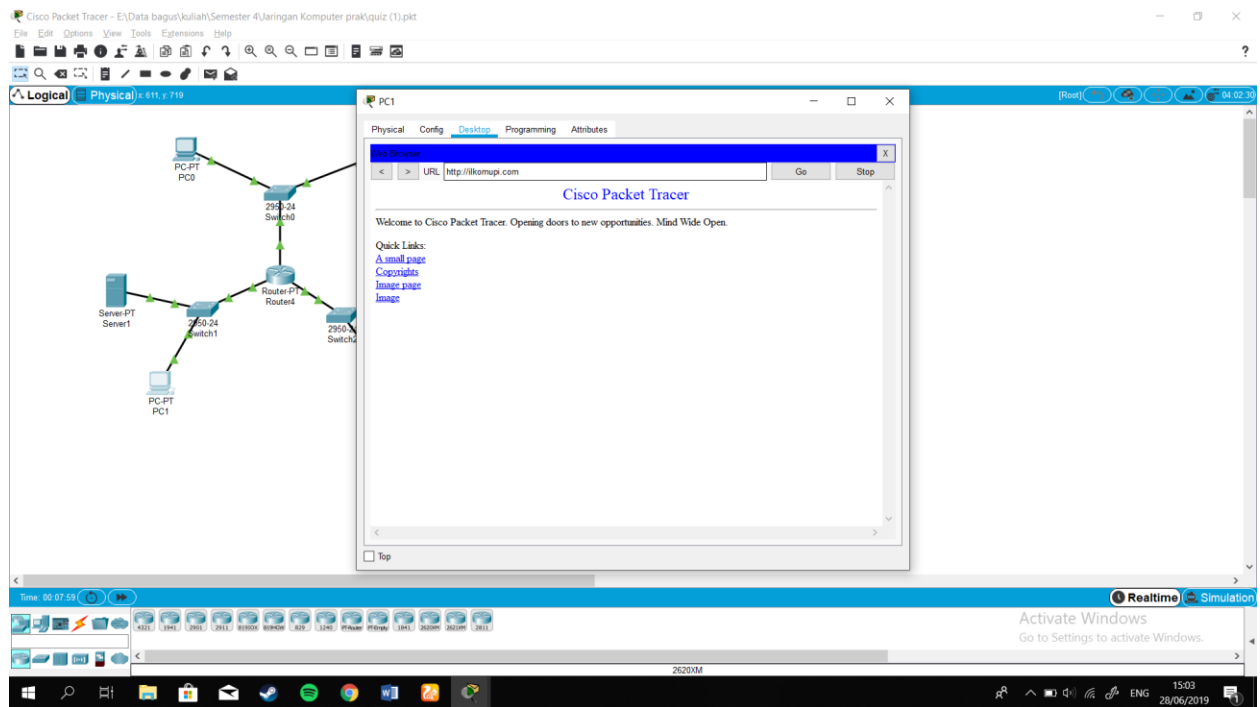 Cisco Packet Tracer - E:\Data bagus\kuliah\Semester 4\Jaringan Komputer prak\quiz (1).pkt
File Edit Options View Tools Extensions Help
?
Logical Physical x: 611, y: 719
[Root] 04:02:30
PC1
Physical Config Desktop Programming Attributes
Web Browser X
< > URL http://ilkomupi.com Go Stop
Cisco Packet Tracer
Welcome to Cisco Packet Tracer. Opening doors to new opportunities. Mind Wide Open.
Quick Links:
A small page
Copyrights
Image page
Image
Top
PC-PT
PC0
2950-24
Switch0
Router-PT
Router4
Server-PT
Server1
2950-24
Switch1
Switch2
PC-PT
PC1
Time: 00:07:59
Realtime Simulation
4321 1941 2901 2911 819IOX 819HGW 829 1240 PT-Router PT-Empty 1841 2620XM 2621XM 2811
Activate Windows
Go to Settings to activate Windows.
2620XM
ENG
15:03
28/06/2019